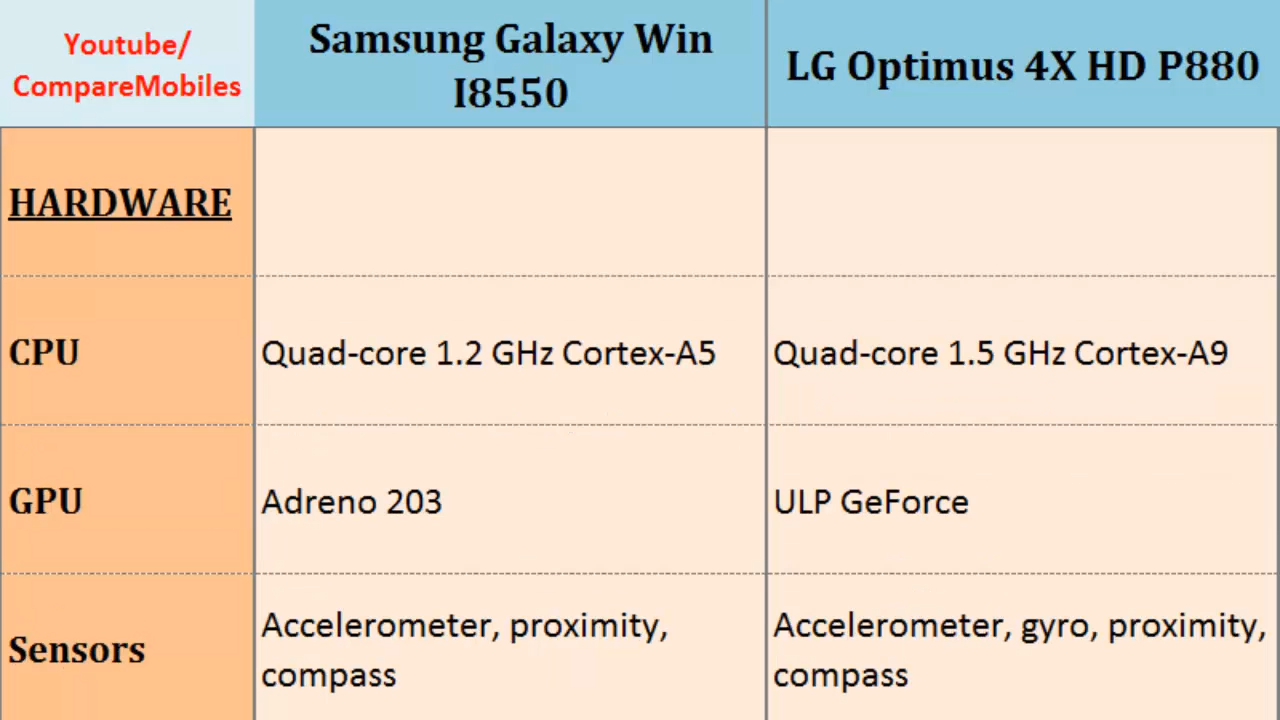 Youtube/
CompareMobiles
Samsung Galaxy Win
I8550
LG Optimus 4X HD P880
HARDWARE
CPU
Quad-core 1.2 GHz Cortex-A5
Quad-core 1.5 GHz Cortex-A9
GPU
Adreno 203
ULP GeForce
Sensors
Accelerometer, proximity,
compass
Accelerometer, gyro, proximity,
compass